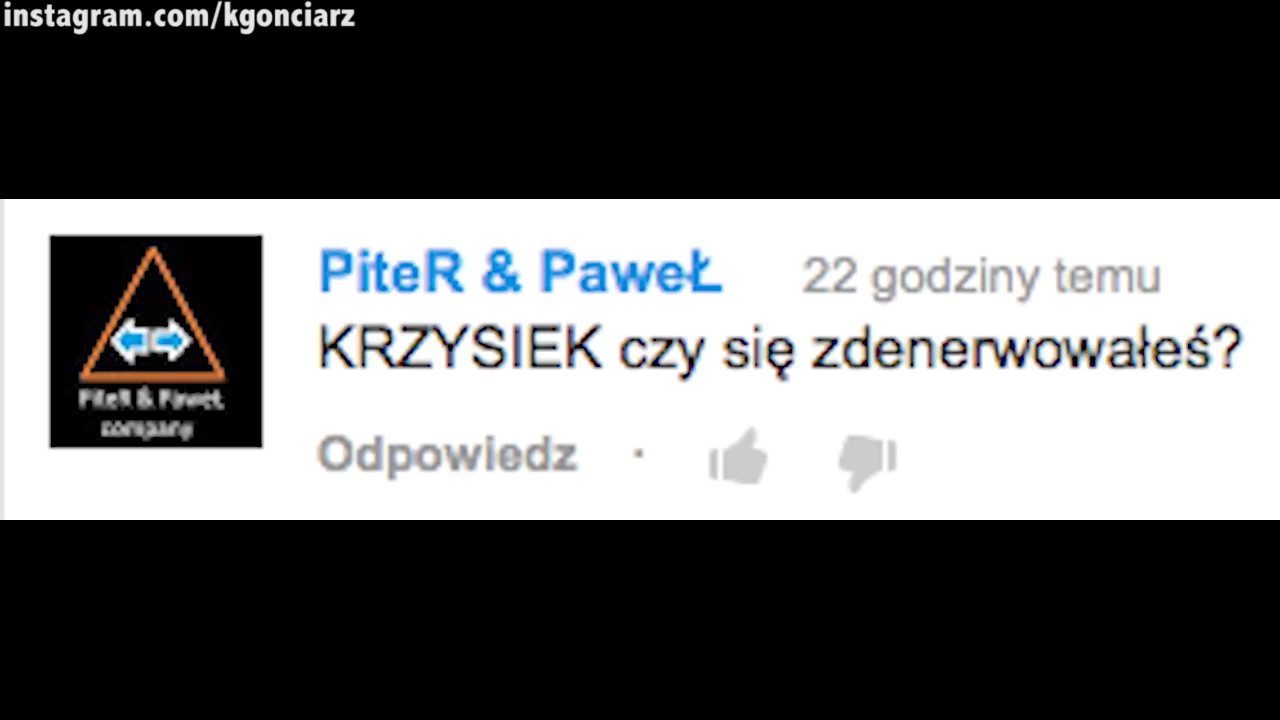 instagram.com/kgonciarz
PiteR & PaweŁ 22 godziny temu
KRZYSIEK czy się zdenerwowałeś?
PiteR & PaweŁ
company
Odpowiedz ·